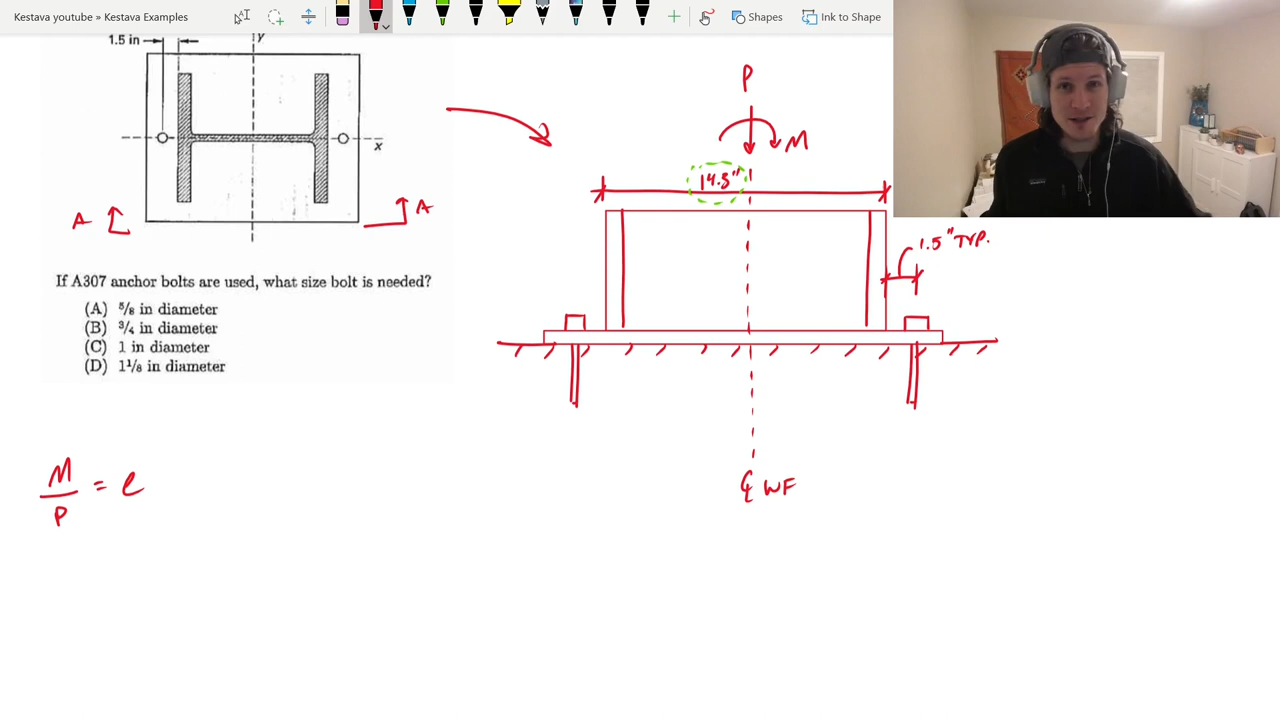 Kestava youtube » Kestava Examples
Shapes
Ink to Shape
1.5 in
y
x
A
A
If A307 anchor bolts are used, what size bolt is needed?
(A) 5/8 in diameter
(B) 3/4 in diameter
(C) 1 in diameter
(D) 1 1/8 in diameter
P
M
14.5"
1.5" TYP.
℄ WF
M/P = e